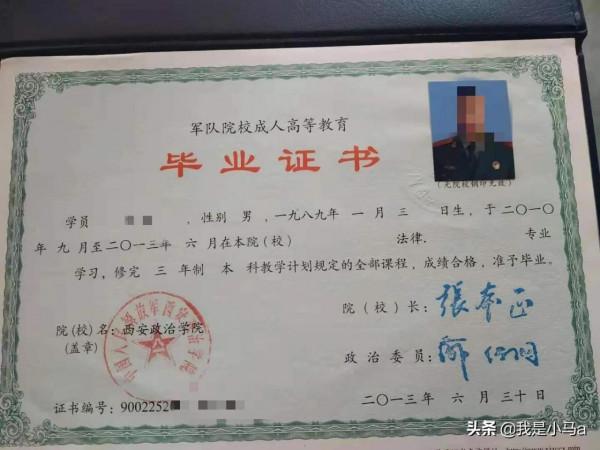 军队院校成人高等教育
毕业证书
(无院校钢印无效)
学员 ,性别 男 ,一九八九年 一 月 三 日生,于二〇一〇
年 九 月至二〇一三年 六 月在本院(校) 法律. 专业
学习,修完 三 年制 本 科教学计划规定的全部课程,成绩合格,准予毕业。
院(校)长:
院(校)名:西安政治学院
(盖章)
政治委员:
二〇一三年 六 月 三十 日
证书编号:9002252
头条 @我是小马a